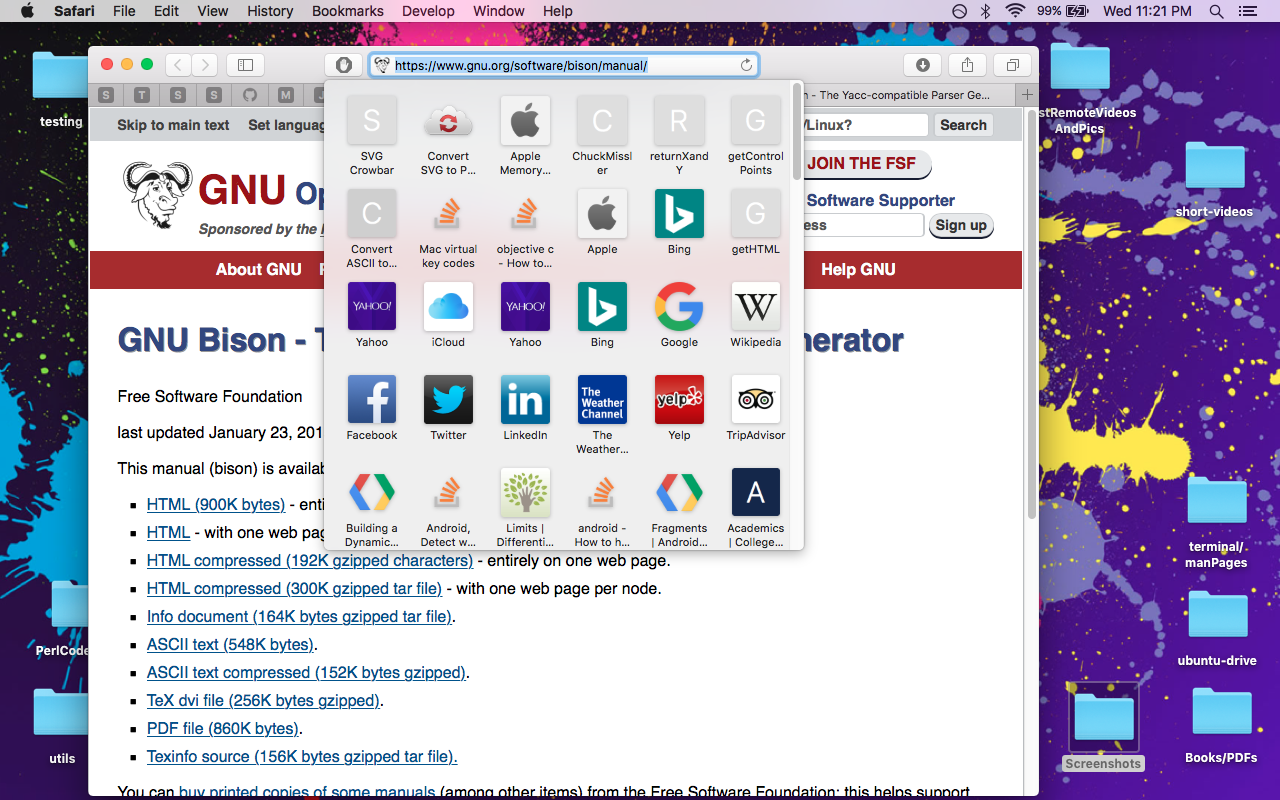 Safari File Edit View History Bookmarks Develop Window Help 99% Wed 11:21 PM
https://www.gnu.org/software/bison/manual/
S T S S M
n - The Yacc-compatible Parser Ge...
Skip to main text Set languag /Linux? Search
GNU Op
Sponsored by the
JOIN THE FSF
Software Supporter
ess Sign up
About GNU Help GNU
S C R G
SVG Crowbar
Convert SVG to P...
Apple Memory...
ChuckMissler
returnXandY
getControlPoints
C G
Convert ASCII to...
Mac virtual key codes
objective c - How to...
Apple
Bing
getHTML
YAHOO! YAHOO! W
Yahoo iCloud Yahoo Bing Google Wikipedia
The Weather Channel yelp
in
Facebook Twitter LinkedIn The Weather... Yelp TripAdvisor
A
Building a Dynamic...
Android, Detect w...
Limits | Differenti...
android - How to h...
Fragments | Android...
Academics | College...
GNU Bison - T nerator
Free Software Foundation
last updated January 23, 201
This manual (bison) is availab
HTML (900K bytes) - enti
HTML - with one web pag
HTML compressed (192K gzipped characters) - entirely on one web page.
HTML compressed (300K gzipped tar file) - with one web page per node.
Info document (164K bytes gzipped tar file).
ASCII text (548K bytes).
ASCII text compressed (152K bytes gzipped).
TeX dvi file (256K bytes gzipped).
PDF file (860K bytes).
Texinfo source (156K bytes gzipped tar file).
You can buy printed copies of some manuals (among other items) from the Free Software Foundation; this helps support
testing
PerlCode
utils
stRemoteVideos
AndPics
short-videos
terminal/
manPages
ubuntu-drive
Screenshots
Books/PDFs